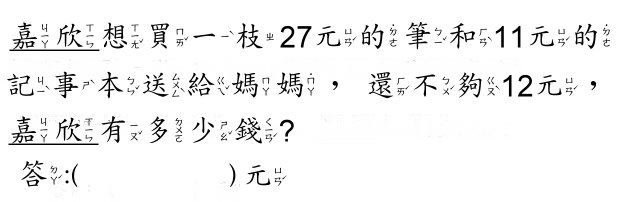 嘉欣想買一枝27元的筆和11元的
記事本送給媽媽，還不夠12元，
嘉欣有多少錢?
答:(　　　　)元